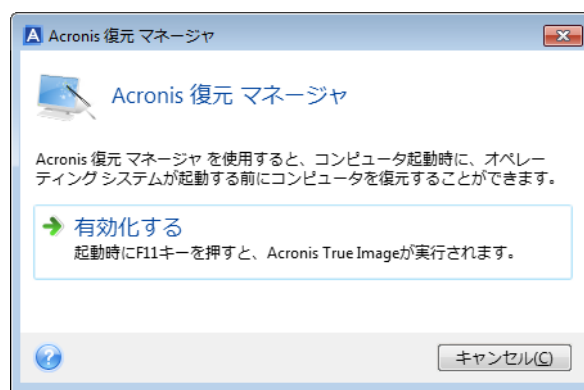 Acronis 復元 マネージャ
Acronis 復元 マネージャ
Acronis 復元 マネージャ を使用すると、コンピュータ起動時に、オペレー
ティング システムが起動する前にコンピュータを復元することができます。
有効化する
起動時にF11キーを押すと、Acronis True Imageが実行されます。
キャンセル(C)